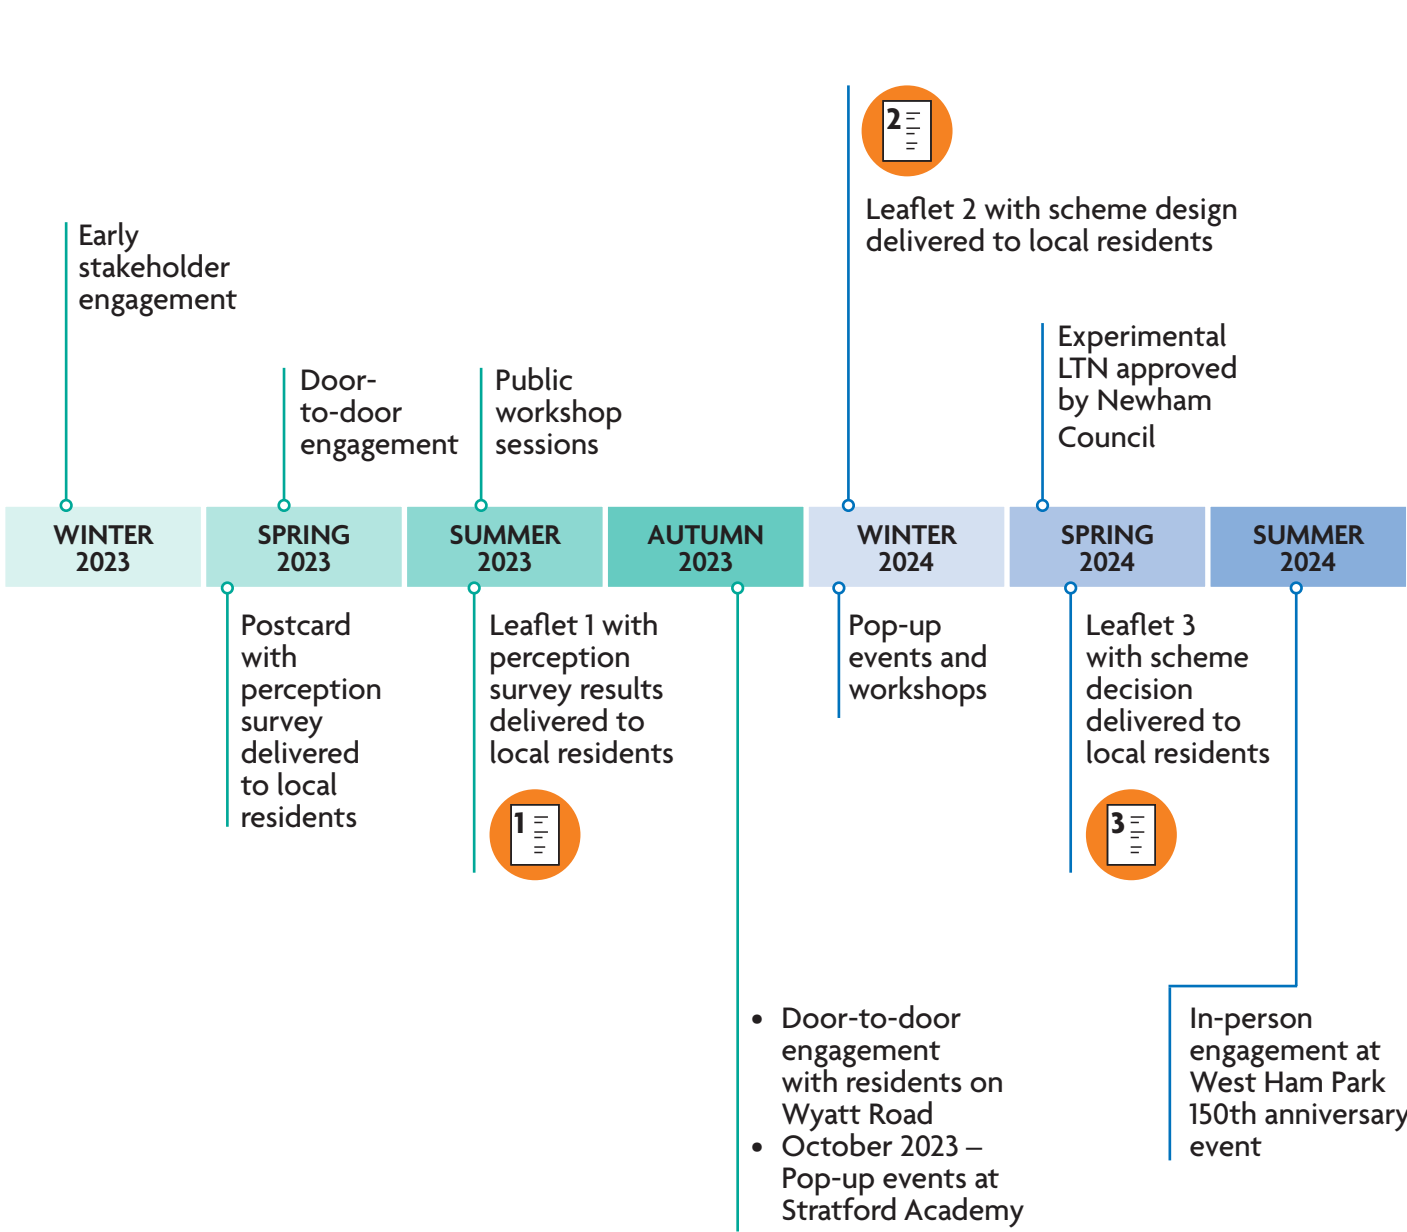 2
Leaflet 2 with scheme design
delivered to local residents
Early
stakeholder
engagement
Experimental
LTN approved
by Newham
Council
Door-
to-door
engagement
Public
workshop
sessions
WINTER
2023
SPRING
2023
SUMMER
2023
AUTUMN
2023
WINTER
2024
SPRING
2024
SUMMER
2024
Postcard
with
perception
survey
delivered
to local
residents
Leaflet 1 with
perception
survey results
delivered to
local residents
1
Pop-up
events and
workshops
Leaflet 3
with scheme
decision
delivered to
local residents
3
• Door-to-door
engagement
with residents on
Wyatt Road
• October 2023 –
Pop-up events at
Stratford Academy
In-person
engagement at
West Ham Park
150th anniversary
event